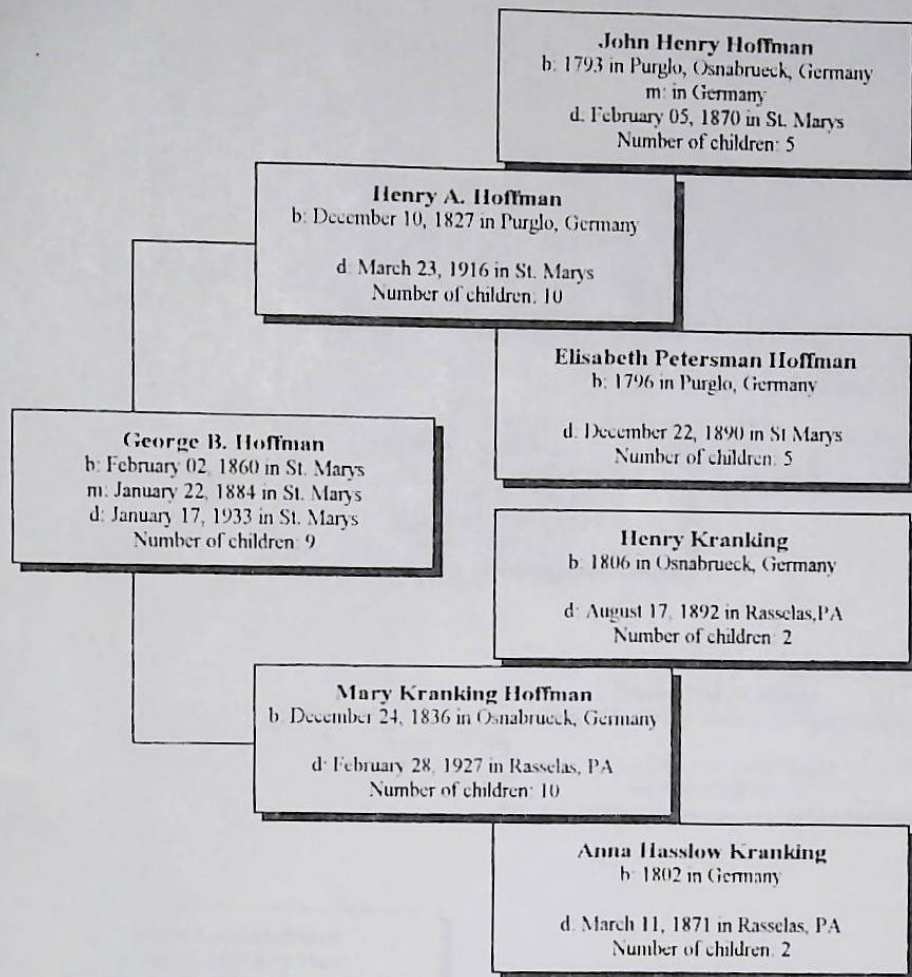 John Henry Hoffman
b: 1793 in Purglo, Osnabrueck, Germany
m: in Germany
d: February 05, 1870 in St. Marys
Number of children: 5
Henry A. Hoffman
b: December 10, 1827 in Purglo, Germany
d: March 23, 1916 in St. Marys
Number of children: 10
Elisabeth Petersman Hoffman
b: 1796 in Purglo, Germany
d: December 22, 1890 in St Marys
Number of children: 5
George B. Hoffman
b: February 02, 1860 in St. Marys
m: January 22, 1884 in St. Marys
d: January 17, 1933 in St. Marys
Number of children: 9
Henry Kranking
b: 1806 in Osnabrueck, Germany
d: August 17, 1892 in Rasselas,PA
Number of children: 2
Mary Kranking Hoffman
b: December 24, 1836 in Osnabrueck, Germany
d: February 28, 1927 in Rasselas, PA
Number of children: 10
Anna Hasslow Kranking
b: 1802 in Germany
d: March 11, 1871 in Rasselas, PA
Number of children: 2